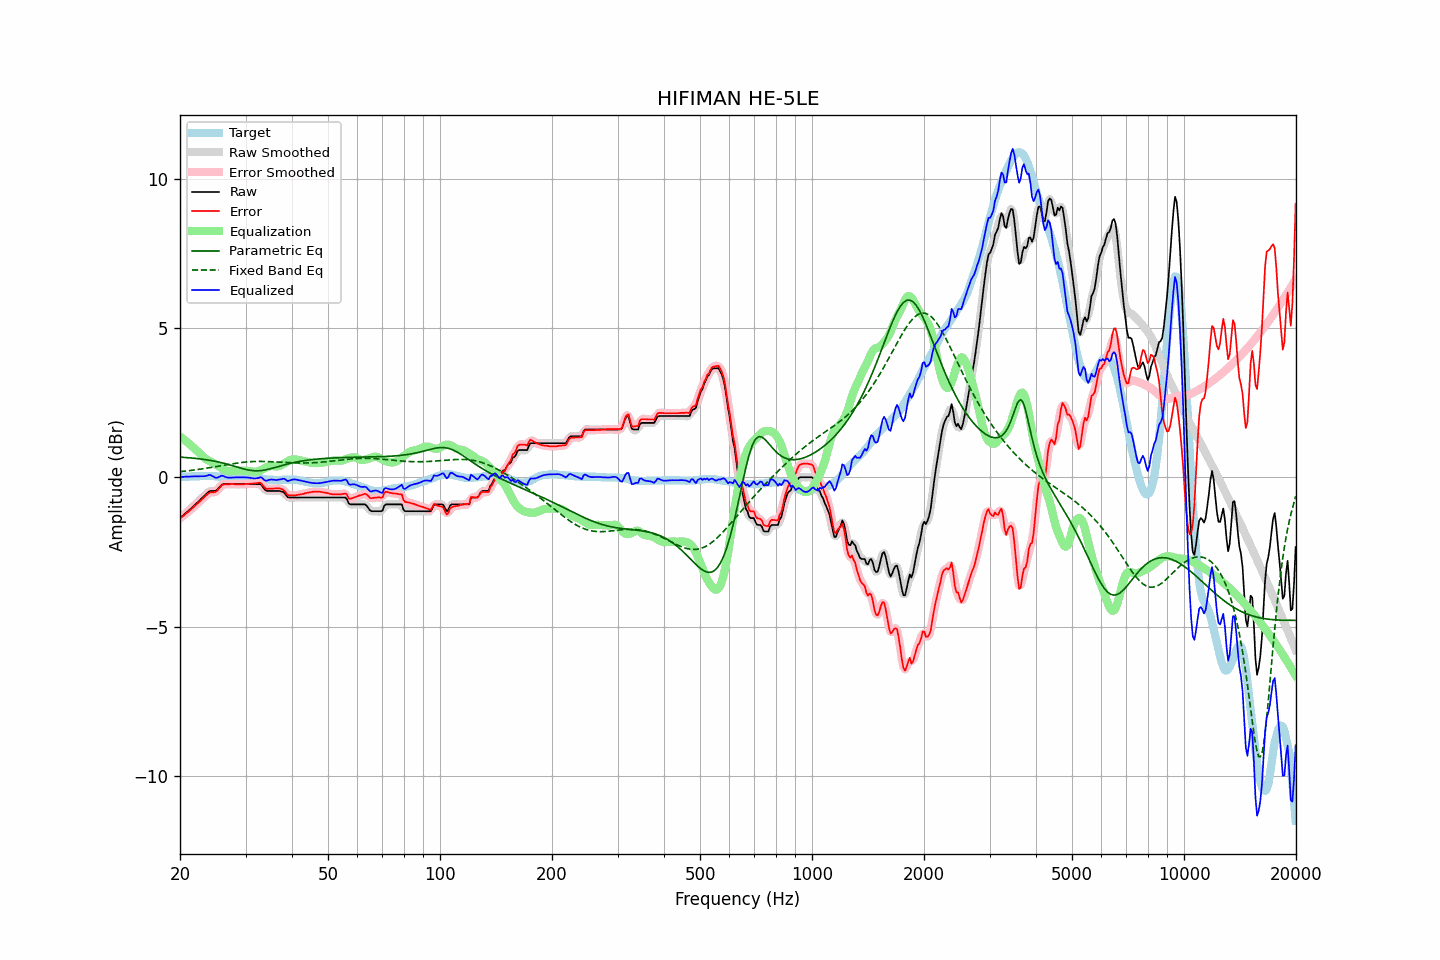 HIFIMAN HE-5LE
Target
Raw Smoothed
Error Smoothed
Raw
Error
Equalization
Parametric Eq
Fixed Band Eq
Equalized
10
5
0
−5
−10
Amplitude (dBr)
20
50
100
200
500
1000
2000
5000
10000
20000
Frequency (Hz)